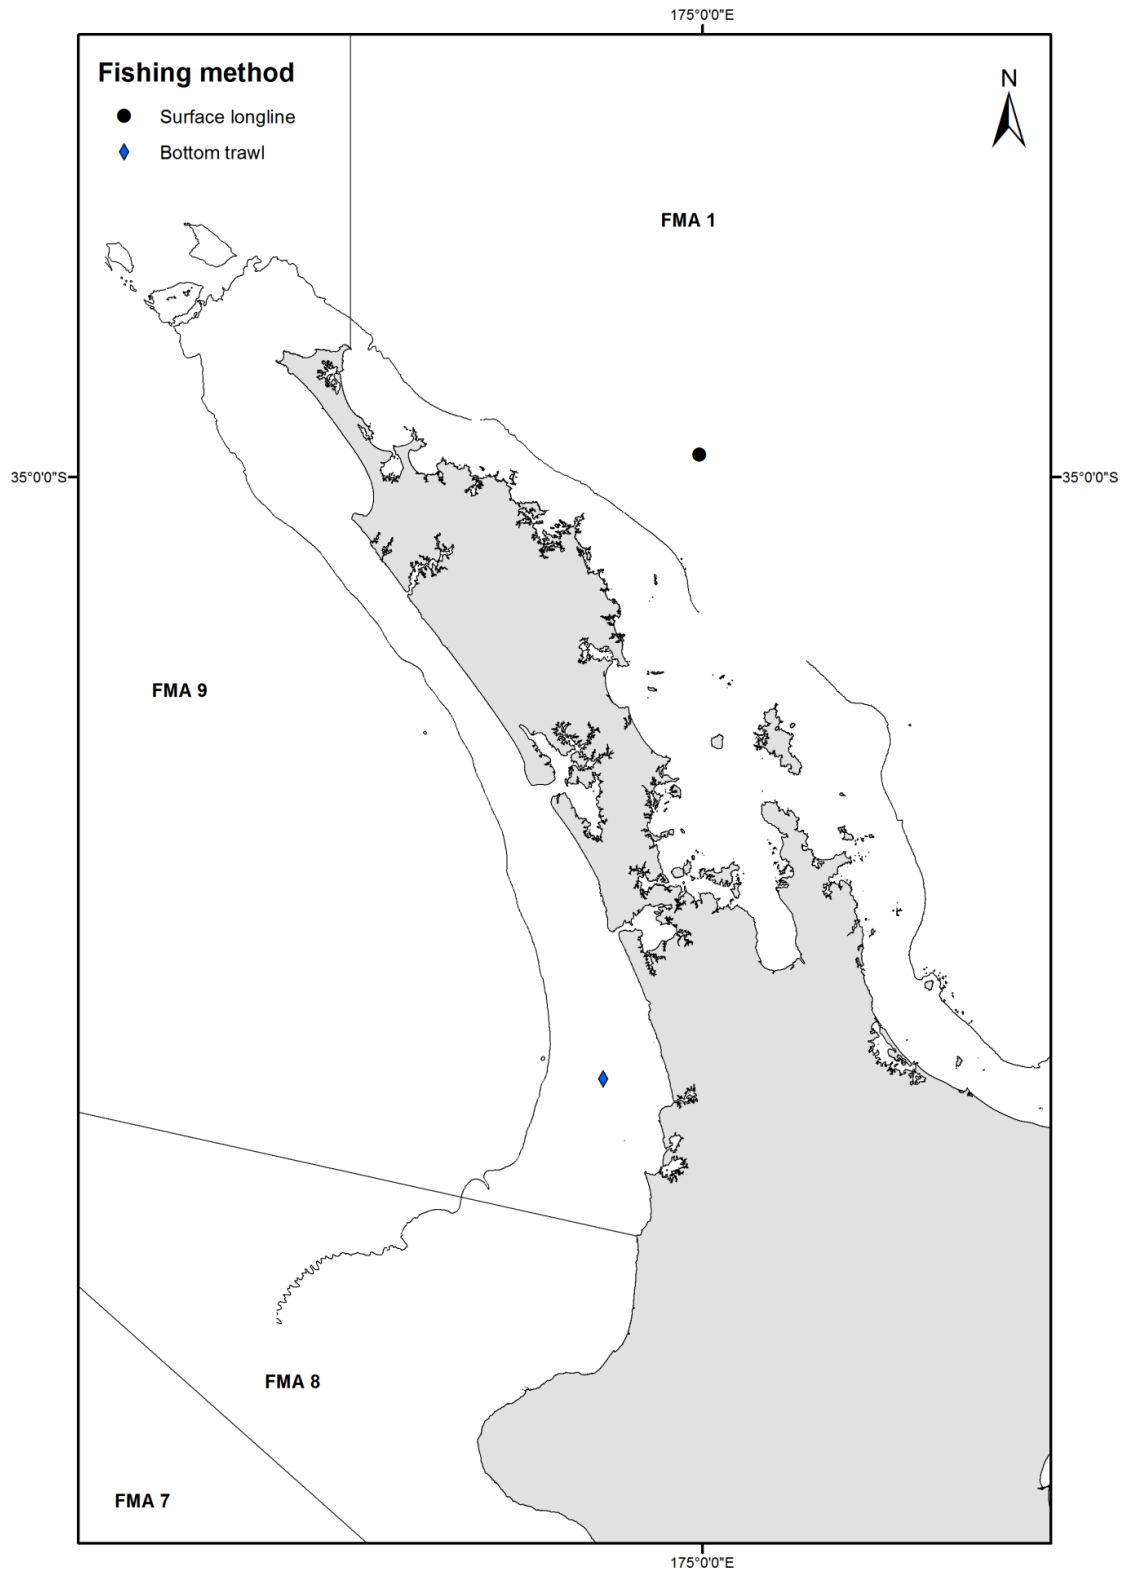 175°0'0"E
Fishing method
N
Surface longline
Bottom trawl
FMA 1
35°0'0"S
35°0'0"S
FMA 9
FMA 8
FMA 7
175°0'0"E